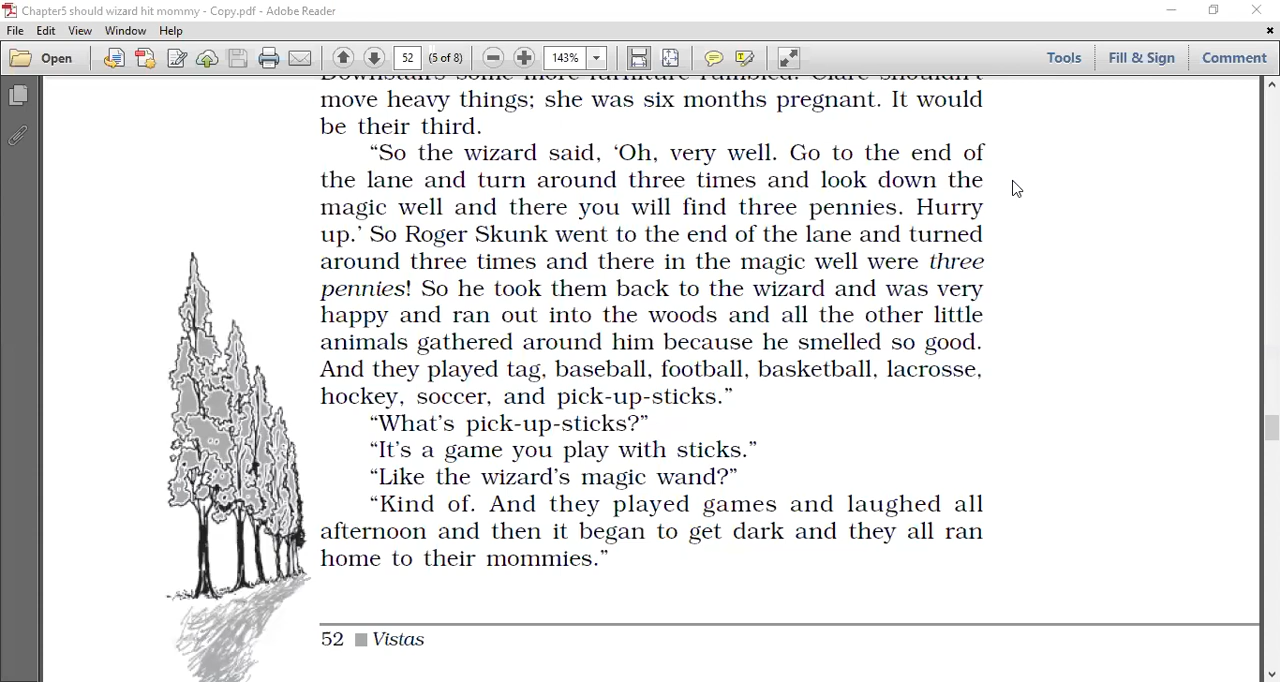 Chapter5 should wizard hit mommy - Copy.pdf - Adobe Reader
File Edit View Window Help
Open 52 (5 of 8) 143% Tools Fill & Sign Comment
Downstairs some more furniture rumbled. Clare shouldn't
move heavy things; she was six months pregnant. It would
be their third.
“So the wizard said, ‘Oh, very well. Go to the end of
the lane and turn around three times and look down the
magic well and there you will find three pennies. Hurry
up.’ So Roger Skunk went to the end of the lane and turned
around three times and there in the magic well were three
pennies! So he took them back to the wizard and was very
happy and ran out into the woods and all the other little
animals gathered around him because he smelled so good.
And they played tag, baseball, football, basketball, lacrosse,
hockey, soccer, and pick-up-sticks.”
“What’s pick-up-sticks?”
“It’s a game you play with sticks.”
“Like the wizard’s magic wand?”
“Kind of. And they played games and laughed all
afternoon and then it began to get dark and they all ran
home to their mommies.”
52 Vistas